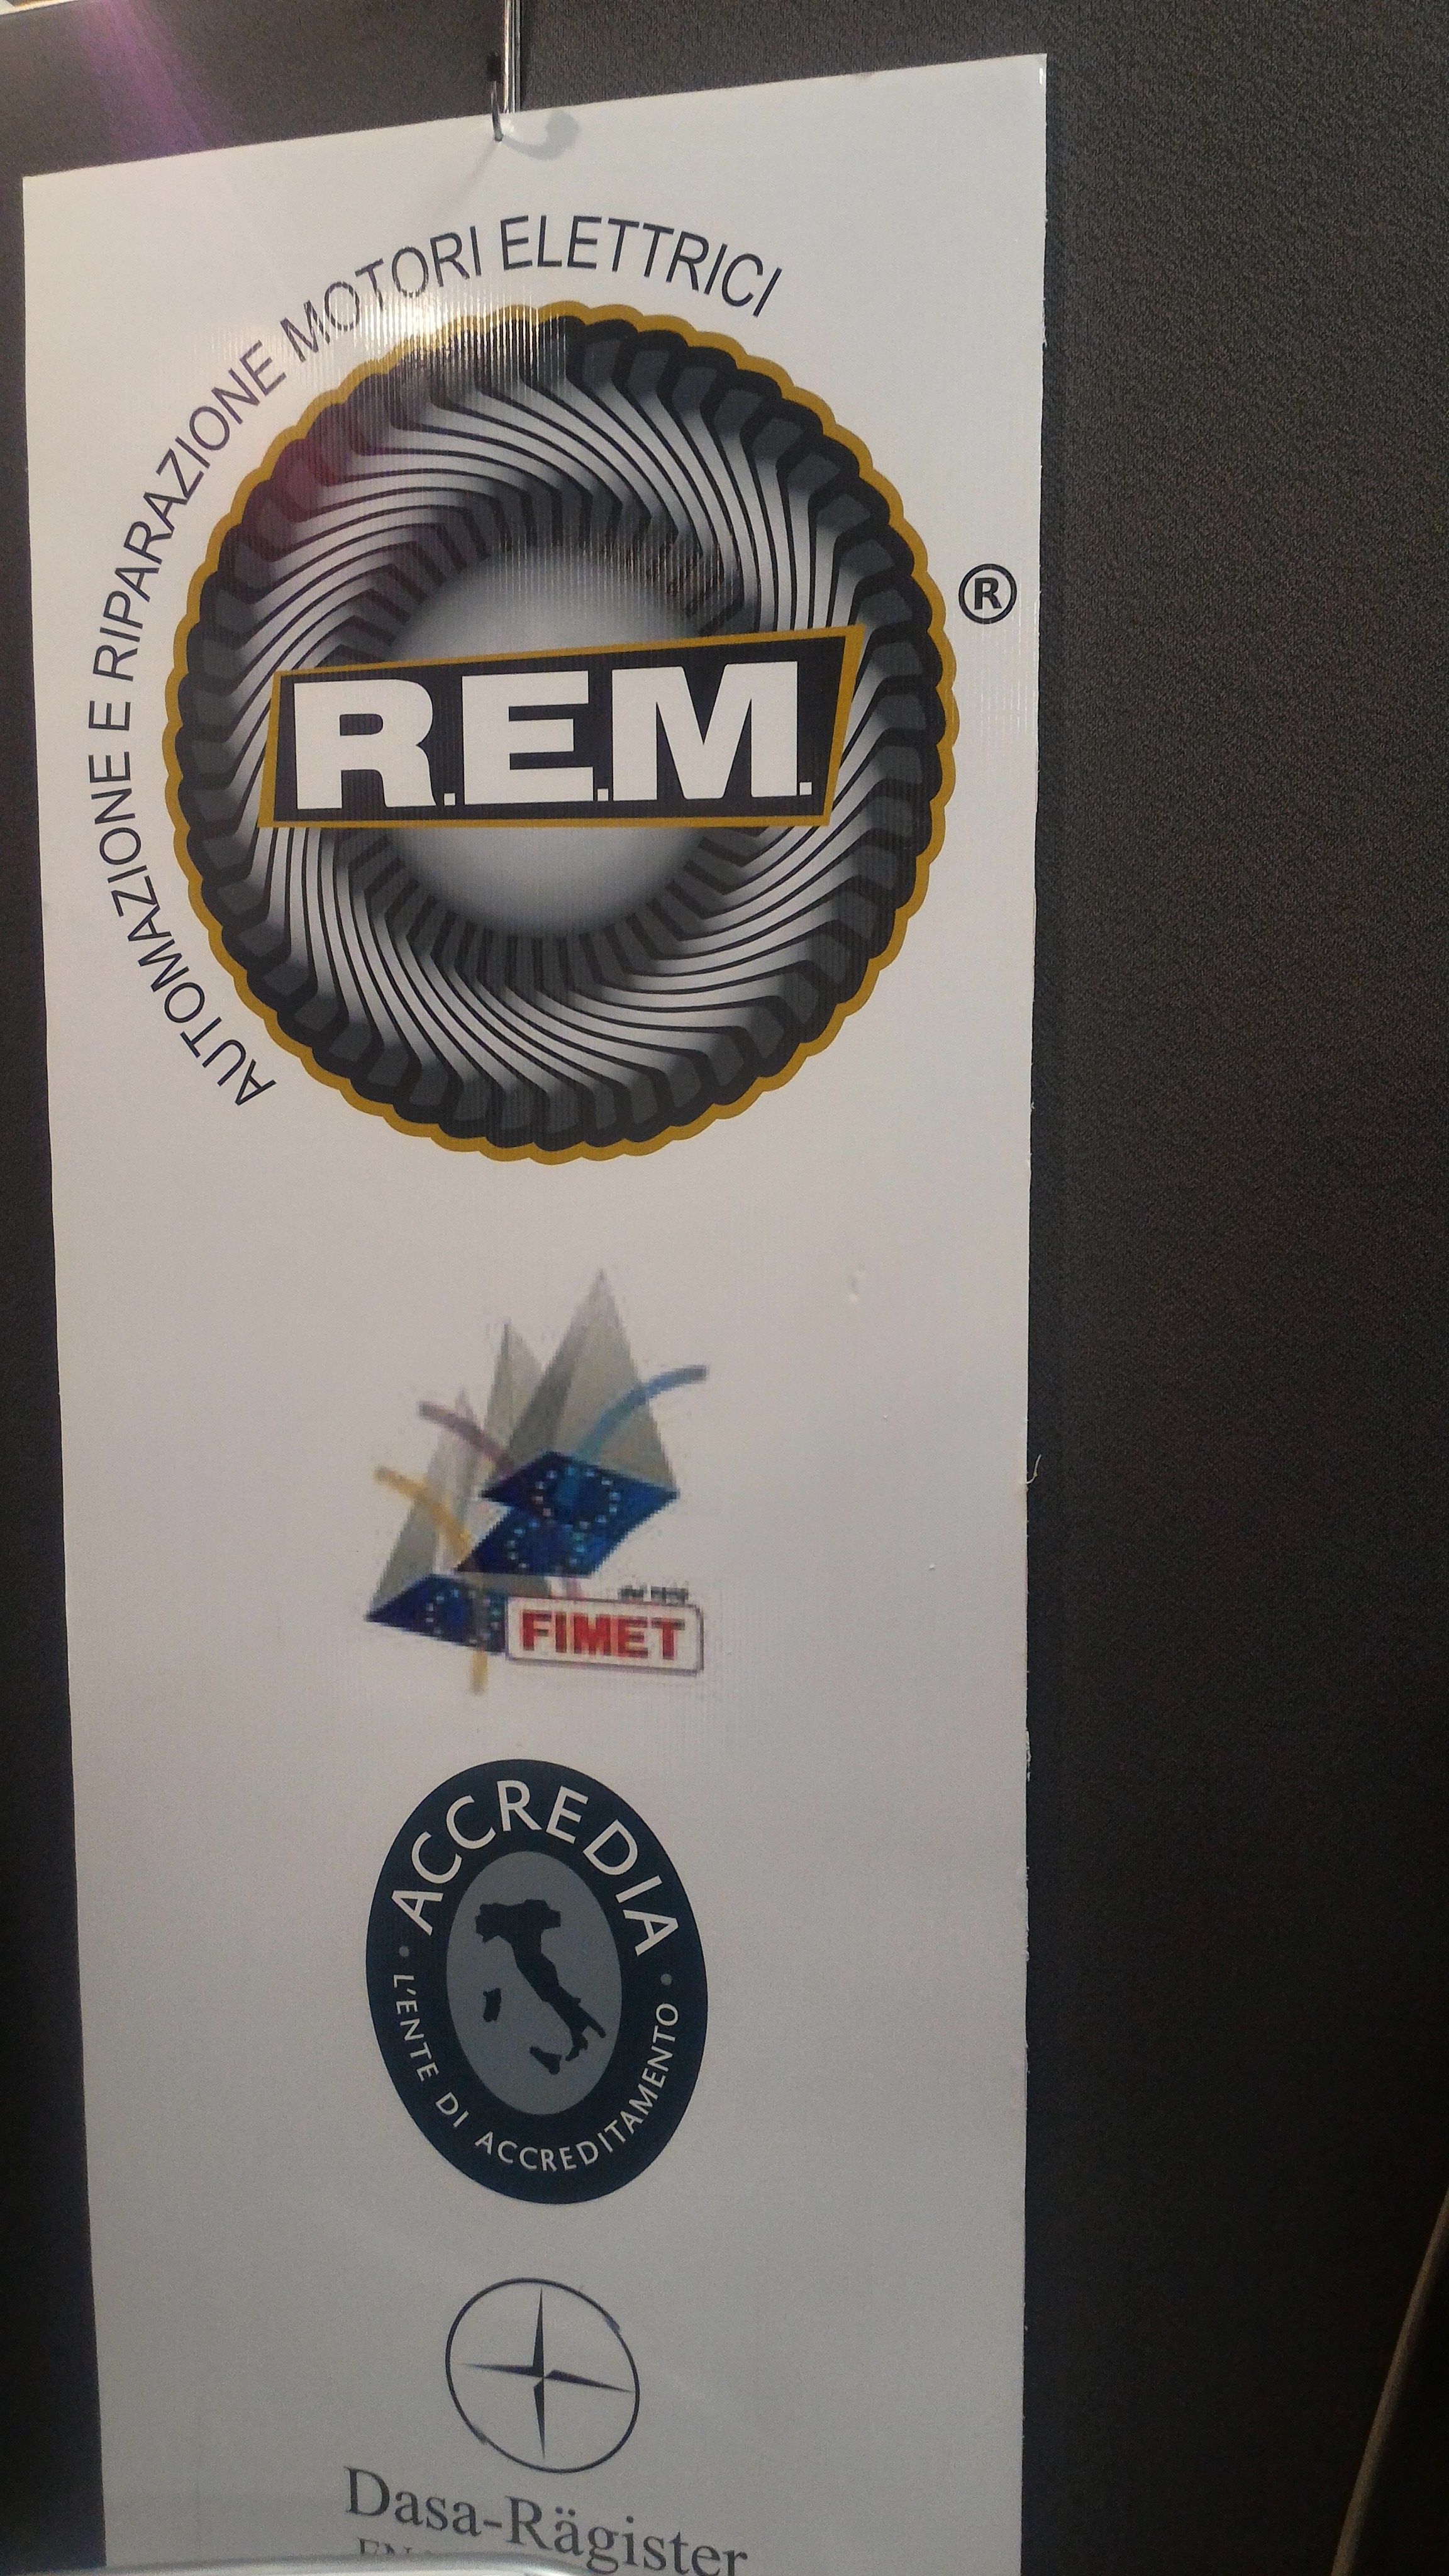 AUTOMAZIONE E RIPARAZIONE MOTORI ELETTRICI
R.E.M.
®
FIMET
ACCREDIA
L'ENTE DI ACCREDITAMENTO
Dasa-Rägister